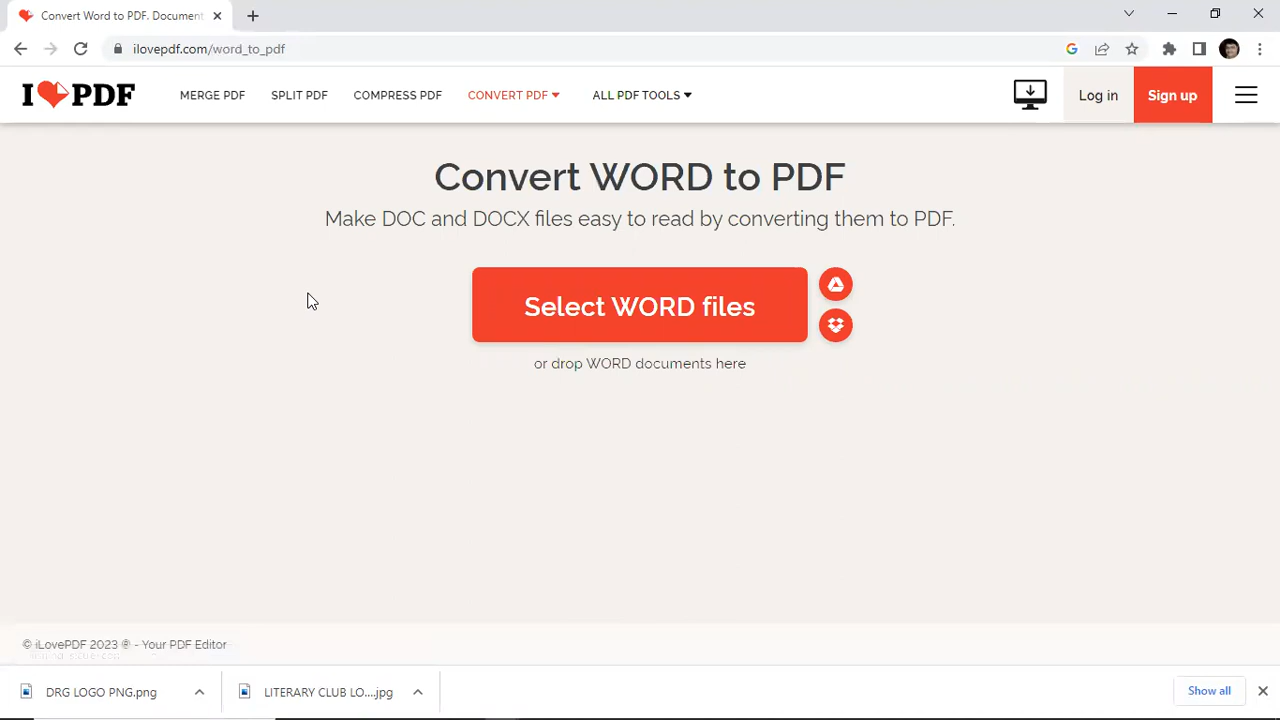 Convert Word to PDF. Document
ilovepdf.com/word_to_pdf
I PDF
MERGE PDF
SPLIT PDF
COMPRESS PDF
CONVERT PDF
ALL PDF TOOLS
Log in
Sign up
Convert WORD to PDF
Make DOC and DOCX files easy to read by converting them to PDF.
Select WORD files
or drop WORD documents here
© iLovePDF 2023 ® - Your PDF Editor
DRG LOGO PNG.png
LITERARY CLUB LO....jpg
Show all